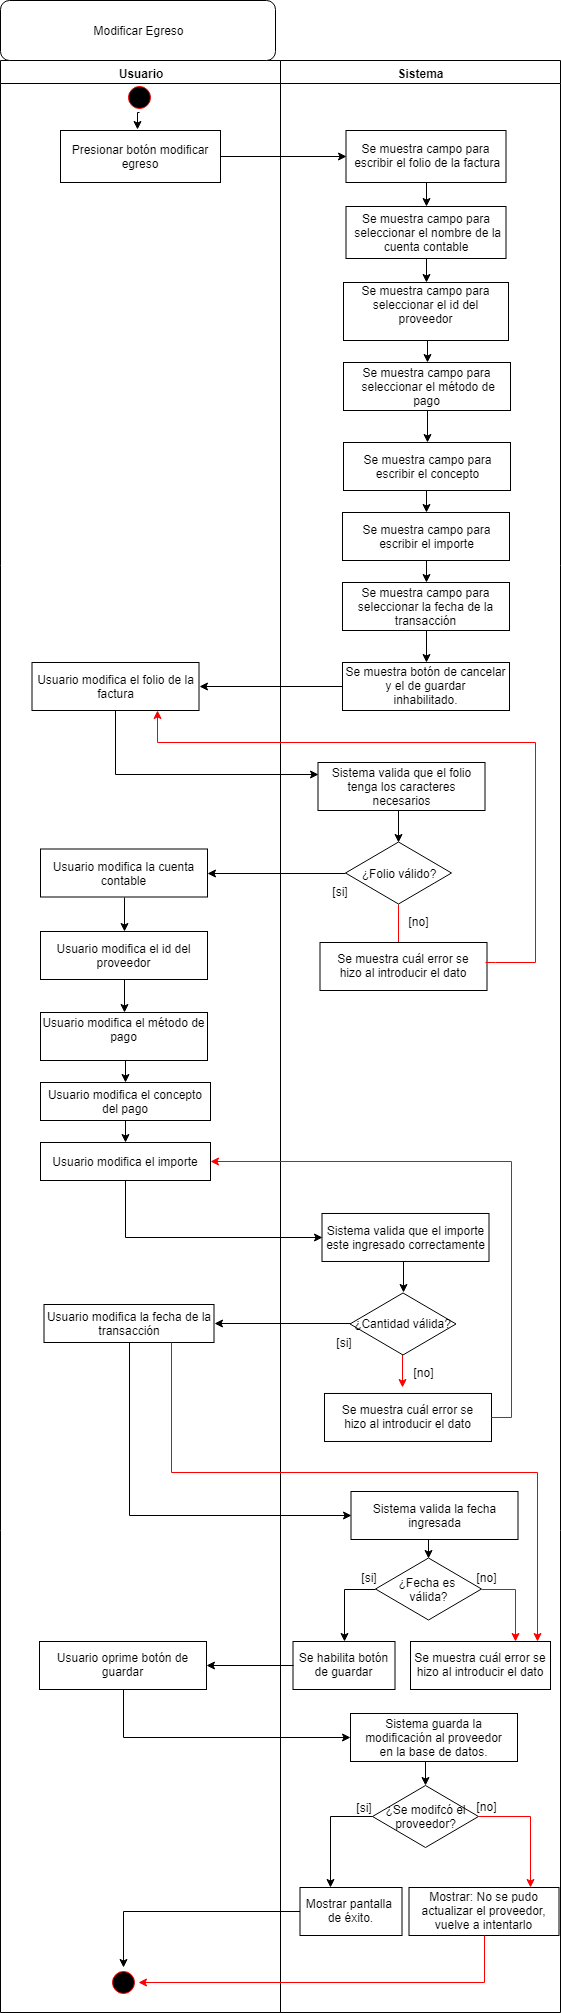 Modificar Egreso
Usuario
Sistema
Presionar botón modificar
egreso
Se muestra campo para
escribir el folio de la factura
Se muestra campo para
seleccionar el nombre de la
cuenta contable
Se muestra campo para
seleccionar el id del
proveedor
Se muestra campo para
seleccionar el método de
pago
Se muestra campo para
escribir el concepto
Se muestra campo para
escribir el importe
Se muestra campo para
seleccionar la fecha de la
transacción
Se muestra botón de cancelar
y el de guardar
inhabilitado.
Usuario modifica el folio de la
factura
Sistema valida que el folio
tenga los caracteres
necesarios
¿Folio válido?
[si]
[no]
Se muestra cuál error se
hizo al introducir el dato
Usuario modifica la cuenta
contable
Usuario modifica el id del
proveedor
Usuario modifica el método de
pago
Usuario modifica el concepto
del pago
Usuario modifica el importe
Sistema valida que el importe
este ingresado correctamente
¿Cantidad válida?
[si]
[no]
Se muestra cuál error se
hizo al introducir el dato
Usuario modifica la fecha de la
transacción
Sistema valida la fecha
ingresada
¿Fecha es
válida?
[si]
[no]
Se habilita botón
de guardar
Se muestra cuál error se
hizo al introducir el dato
Usuario oprime botón de
guardar
Sistema guarda la
modificación al proveedor
en la base de datos.
¿Se modifcó el
proveedor?
[si]
[no]
Mostrar pantalla
de éxito.
Mostrar: No se pudo
actualizar el proveedor,
vuelve a intentarlo